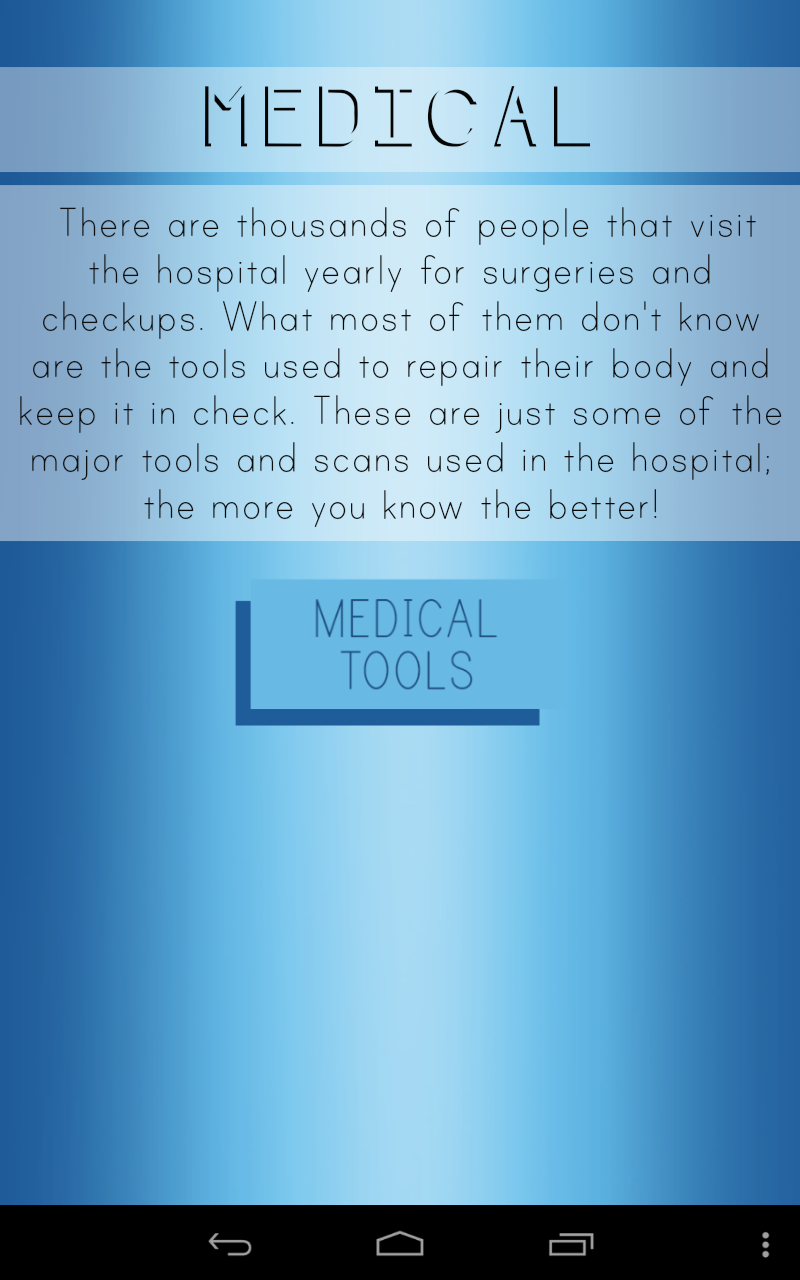 MEDICAL
There are thousands of people that visit
the hospital yearly for surgeries and
checkups. What most of them don't know
are the tools used to repair their body and
keep it in check. These are just some of the
major tools and scans used in the hospital;
the more you know the better!
MEDICAL
TOOLS